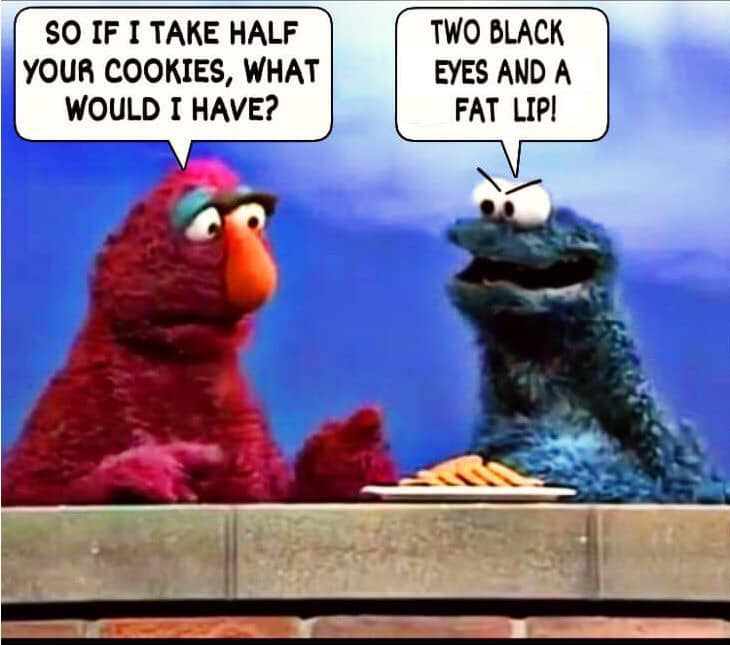 SO IF I TAKE HALF
YOUR COOKIES, WHAT
WOULD I HAVE?
TWO BLACK
EYES AND A
FAT LIP!